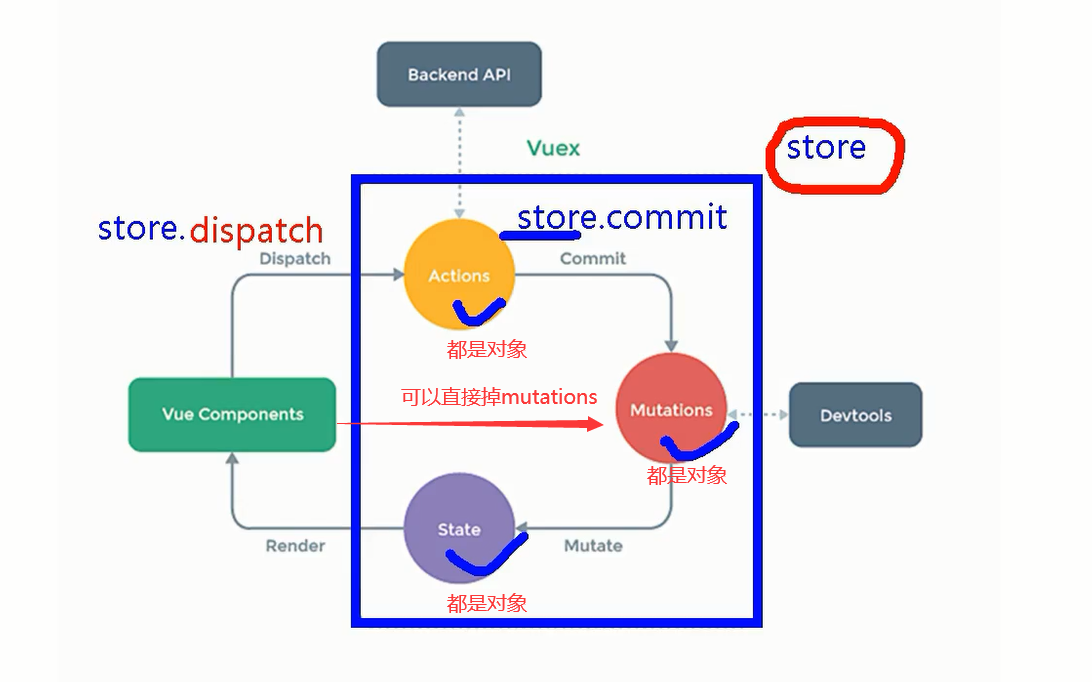 Backend API
Vuex
store
store.dispatch
store.commit
Dispatch
Commit
Actions
都是对象
可以直接掉mutations
Vue Components
Mutations
Devtools
都是对象
State
Render
Mutate
都是对象